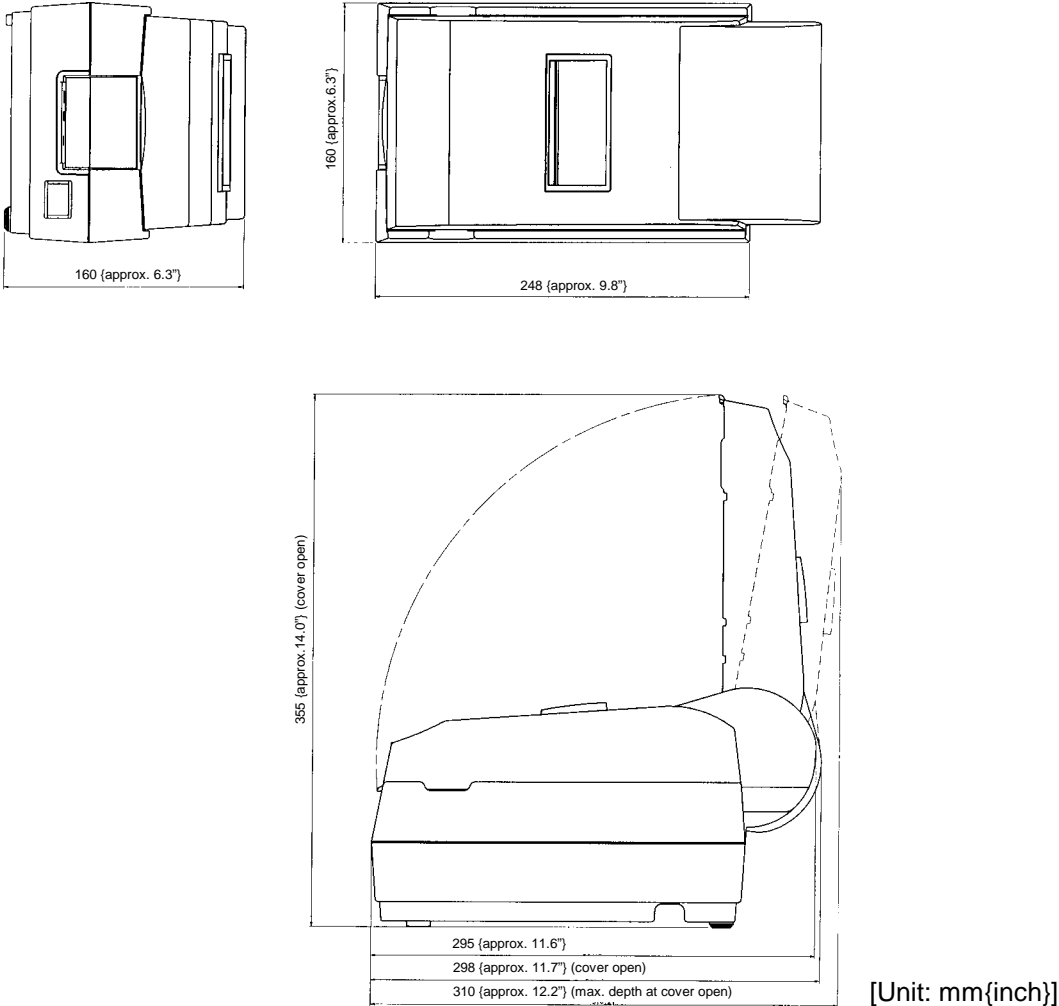 160 {approx.6.3”}
160 {approx. 6.3”}
248 {approx. 9.8”}
355 {approx.14.0”} (cover open)
295 {approx. 11.6”}
298 {approx. 11.7”} (cover open)
310 {approx. 12.2”} (max. depth at cover open)
[Unit: mm{inch}]